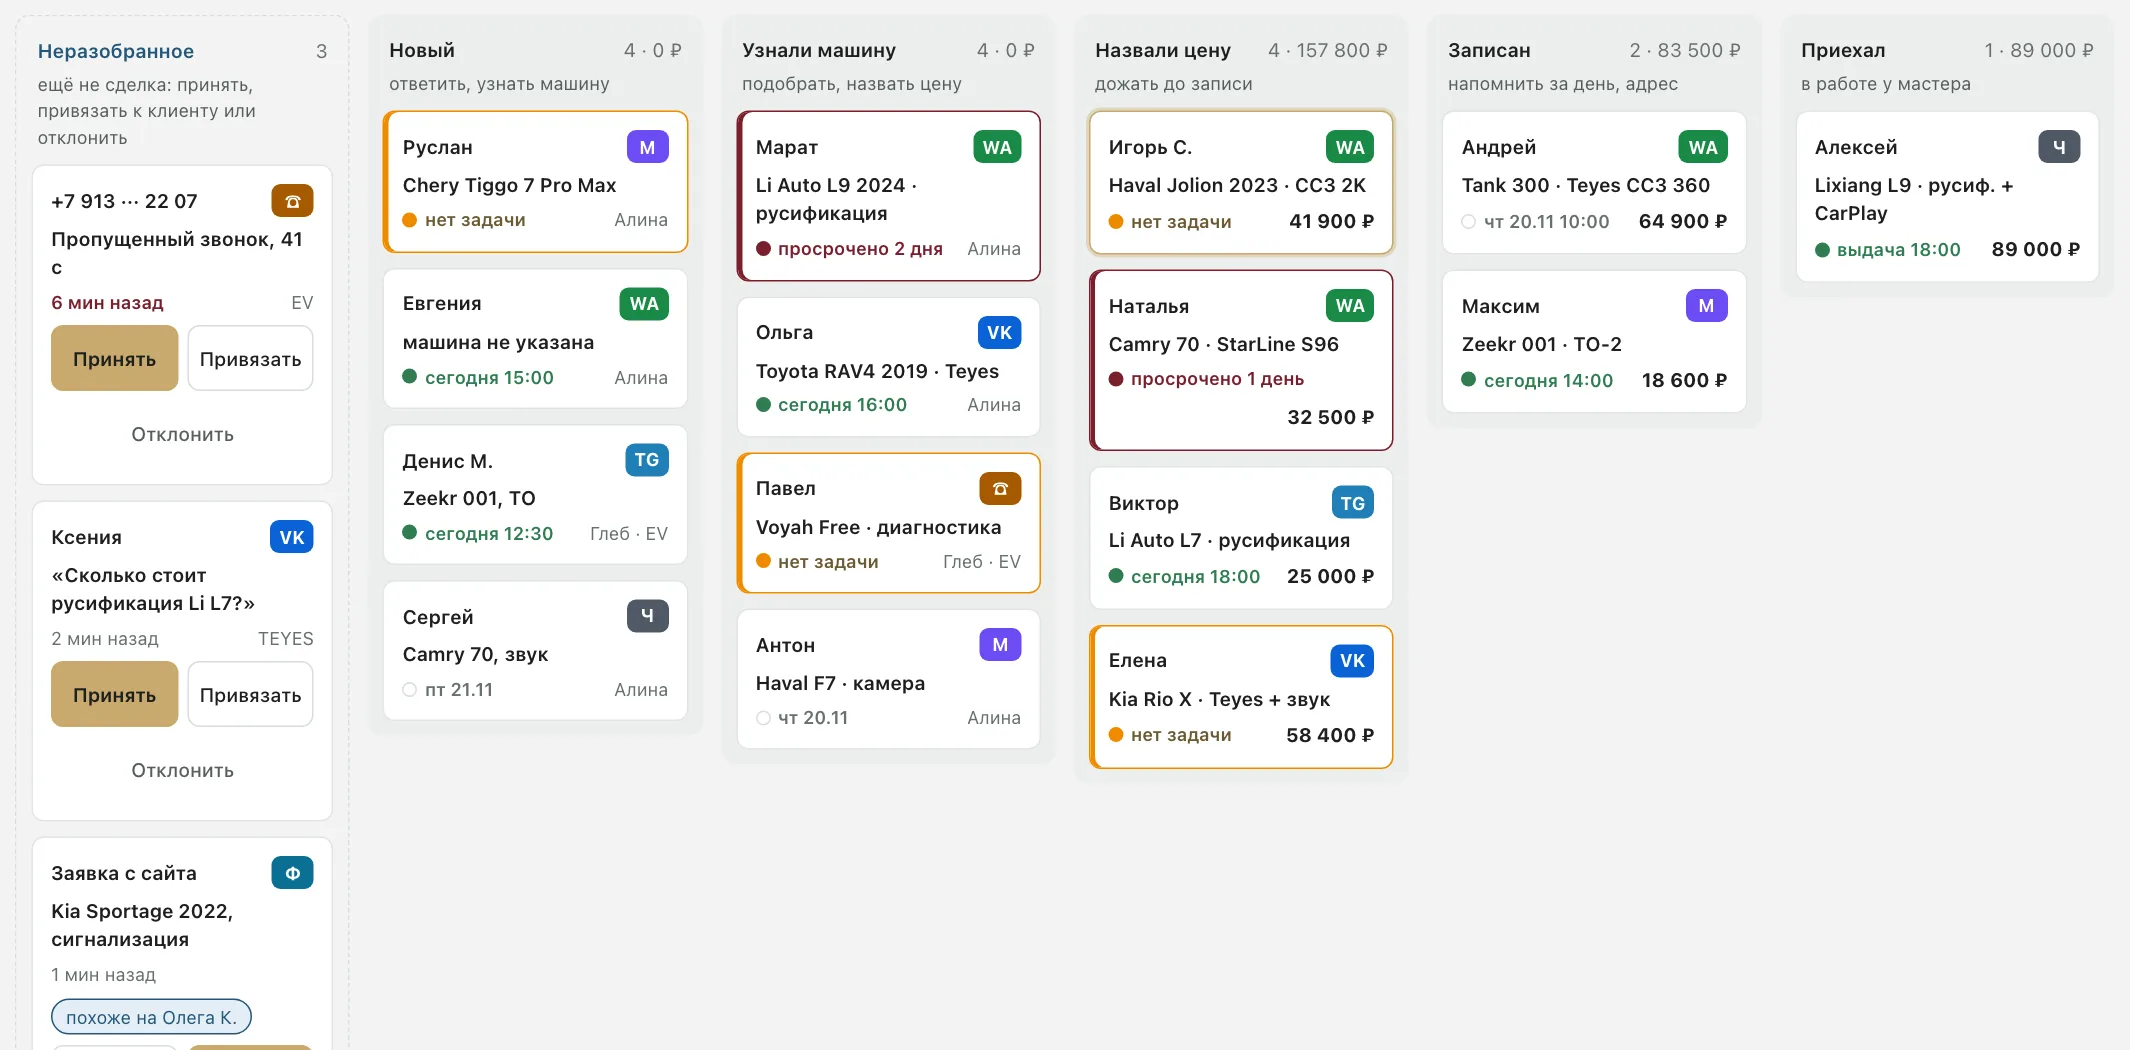 Неразобранное 3
ещё не сделка: принять,
привязать к клиенту или
отклонить
+7 913 ··· 22 07 ☎
Пропущенный звонок, 41
с
6 мин назад EV
Принять Привязать
Отклонить
Ксения VK
«Сколько стоит
русификация Li L7?»
2 мин назад TEYES
Принять Привязать
Отклонить
Заявка с сайта Ф
Kia Sportage 2022,
сигнализация
1 мин назад
похоже на Олега К.
Новый 4 · 0 ₽
ответить, узнать машину
Руслан M
Chery Tiggo 7 Pro Max
нет задачи Алина
Евгения WA
машина не указана
сегодня 15:00 Алина
Денис М. TG
Zeekr 001, ТО
сегодня 12:30 Глеб · EV
Сергей Ч
Camry 70, звук
пт 21.11 Алина
Узнали машину 4 · 0 ₽
подобрать, назвать цену
Марат WA
Li Auto L9 2024 ·
русификация
просрочено 2 дня Алина
Ольга VK
Toyota RAV4 2019 · Teyes
сегодня 16:00 Алина
Павел ☎
Voyah Free · диагностика
нет задачи Глеб · EV
Антон M
Haval F7 · камера
чт 20.11 Алина
Назвали цену 4 · 157 800 ₽
дожать до записи
Игорь С. WA
Haval Jolion 2023 · CC3 2K
нет задачи 41 900 ₽
Наталья WA
Camry 70 · StarLine S96
просрочено 1 день
32 500 ₽
Виктор TG
Li Auto L7 · русификация
сегодня 18:00 25 000 ₽
Елена VK
Kia Rio X · Teyes + звук
нет задачи 58 400 ₽
Записан 2 · 83 500 ₽
напомнить за день, адрес
Андрей WA
Tank 300 · Teyes CC3 360
чт 20.11 10:00 64 900 ₽
Максим M
Zeekr 001 · ТО-2
сегодня 14:00 18 600 ₽
Приехал 1 · 89 000 ₽
в работе у мастера
Алексей Ч
Lixiang L9 · русиф. +
CarPlay
выдача 18:00 89 000 ₽